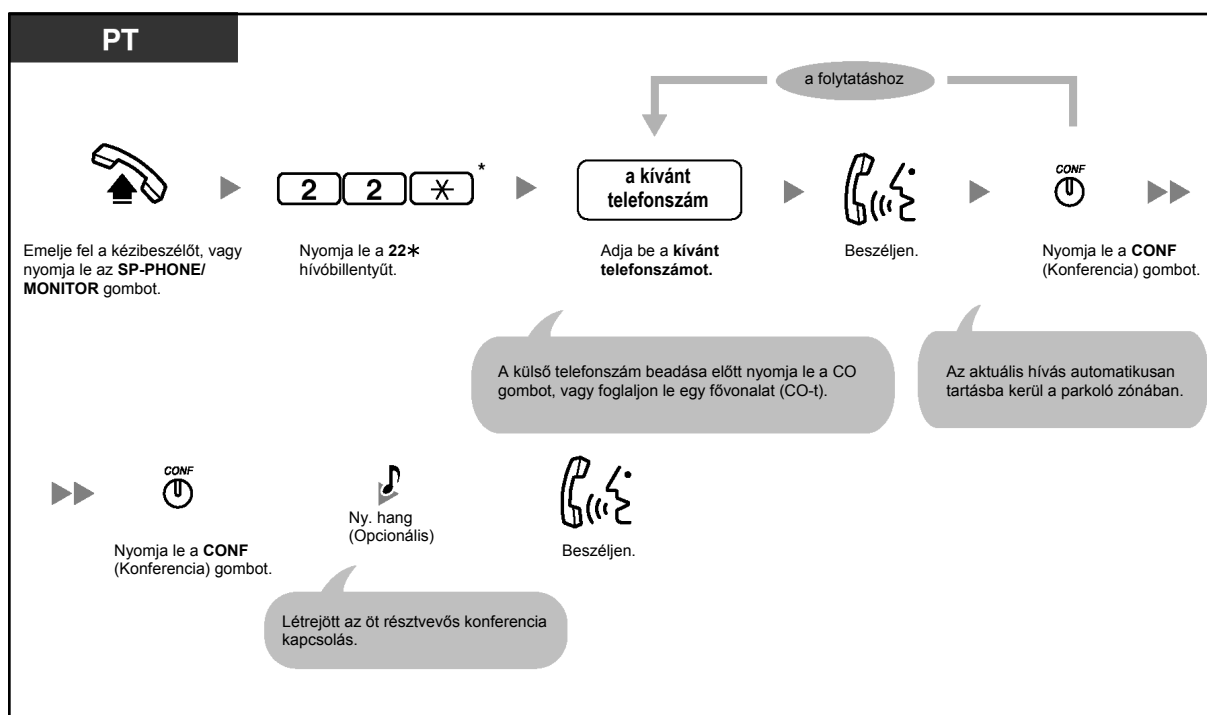 PT
a folytatáshoz
2 2 ✳ *
a kívánt
telefonszám
CONF
Emelje fel a kézibeszélőt, vagy
nyomja le az SP-PHONE/
MONITOR gombot.
Nyomja le a 22✳
hívóbillentyűt.
Adja be a kívánt
telefonszámot.
Beszéljen.
Nyomja le a CONF
(Konferencia) gombot.
A külső telefonszám beadása előtt nyomja le a CO
gombot, vagy foglaljon le egy fővonalat (CO-t).
Az aktuális hívás automatikusan
tartásba kerül a parkoló zónában.
CONF
Nyomja le a CONF
(Konferencia) gombot.
Ny. hang
(Opcionális)
Beszéljen.
Létrejött az öt résztvevős konferencia
kapcsolás.